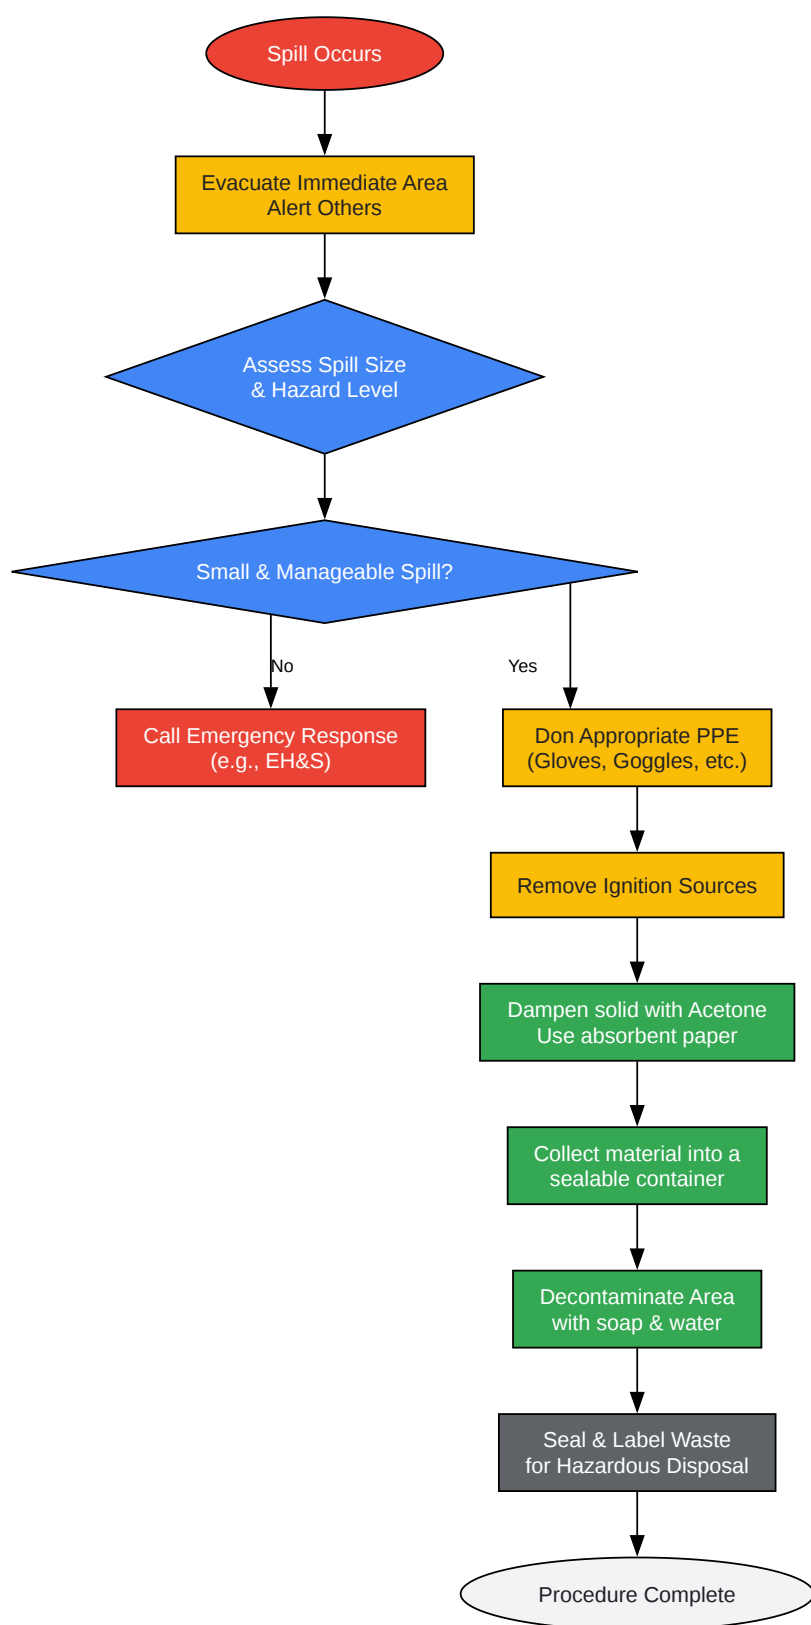 Spill Occurs
Evacuate Immediate Area
Alert Others
Assess Spill Size
& Hazard Level
Small & Manageable Spill?
No
Yes
Call Emergency Response
(e.g., EH&S)
Don Appropriate PPE
(Gloves, Goggles, etc.)
Remove Ignition Sources
Dampen solid with Acetone
Use absorbent paper
Collect material into a
sealable container
Decontaminate Area
with soap & water
Seal & Label Waste
for Hazardous Disposal
Procedure Complete